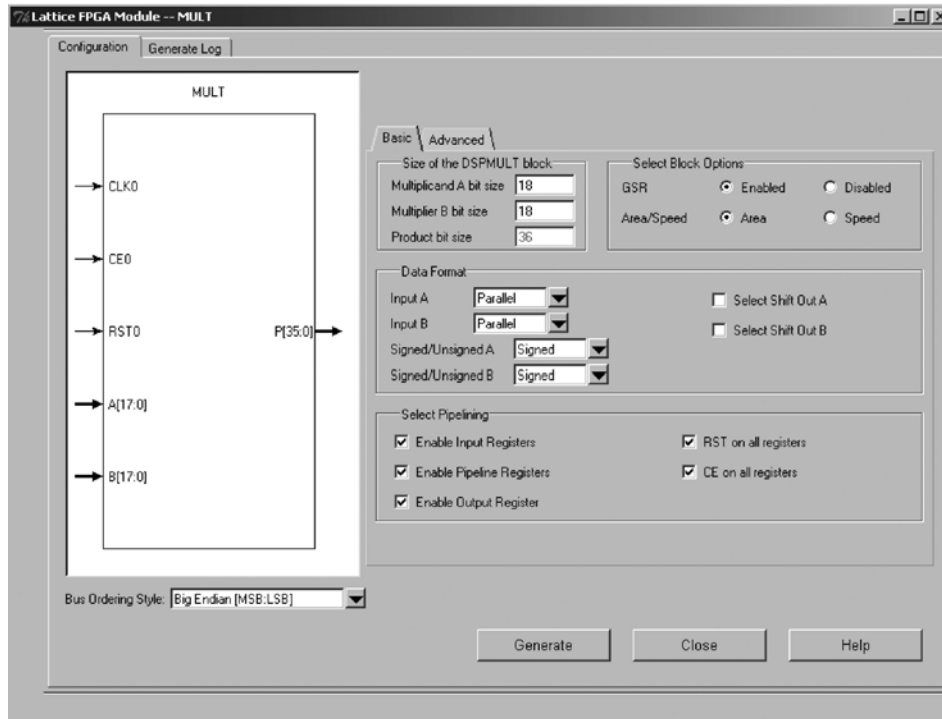 Lattice FPGA Module -- MULT
Configuration
Generate Log
MULT
CLK0
CE0
RST0
P[35:0]
A[17:0]
B[17:0]
Bus Ordering Style: Big Endian [MSB:LSB]
Basic
Advanced
Size of the DSPMULT block
Multiplicand A bit size 18
Multiplier B bit size 18
Product bit size 36
Select Block Options
GSR Enabled Disabled
Area/Speed Area Speed
Data Format
Input A Parallel
Input B Parallel
Signed/Unsigned A Signed
Signed/Unsigned B Signed
Select Shift Out A
Select Shift Out B
Select Pipelining
Enable Input Registers
Enable Pipeline Registers
Enable Output Register
RST on all registers
CE on all registers
Generate
Close
Help